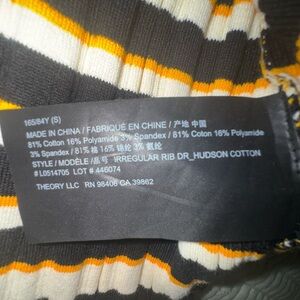 165/84Y (S)
MADE IN CHINA / FABRIQUÉ EN CHINE / 产地 中国
81% Cotton 16% Polyamide 3% Spandex / 81% Coton 16% Polyamide
3% Spandex / 81% 棉 16% 锦纶 3% 氨纶
STYLE / MODÈLE / 品号 IRREGULAR RIB DR_HUDSON COTTON
#L0514705 LOT # 446074
THEORY LLC RN 98406 CA 39862